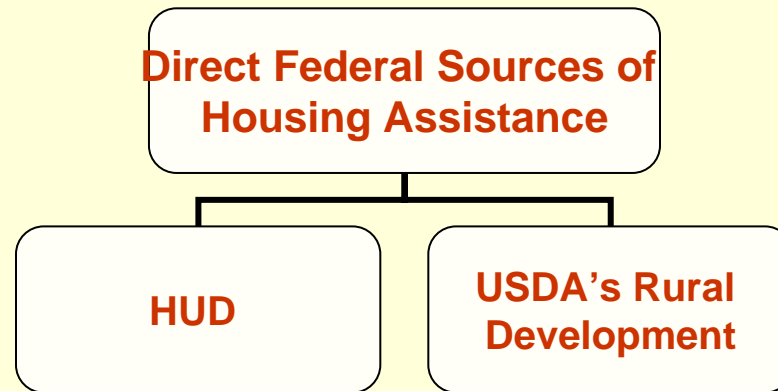 Direct Federal Sources of
Housing Assistance
HUD
USDA’s Rural
Development